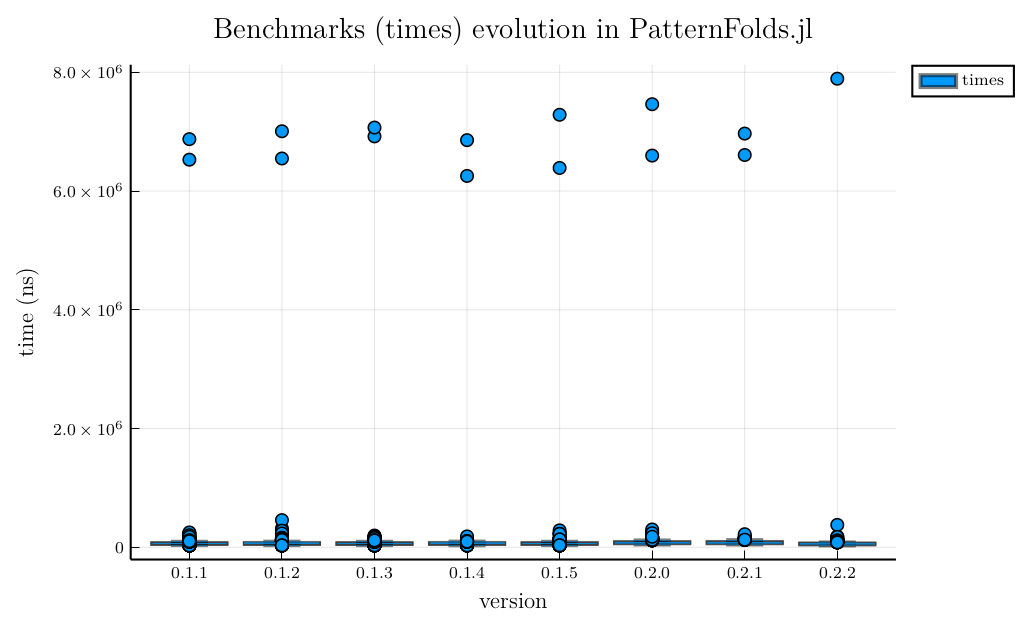 Benchmarks (times) evolution in PatternFolds.jl
times
8.0 × 10⁶
6.0 × 10⁶
4.0 × 10⁶
2.0 × 10⁶
0
time (ns)
0.1.1 0.1.2 0.1.3 0.1.4 0.1.5 0.2.0 0.2.1 0.2.2
version